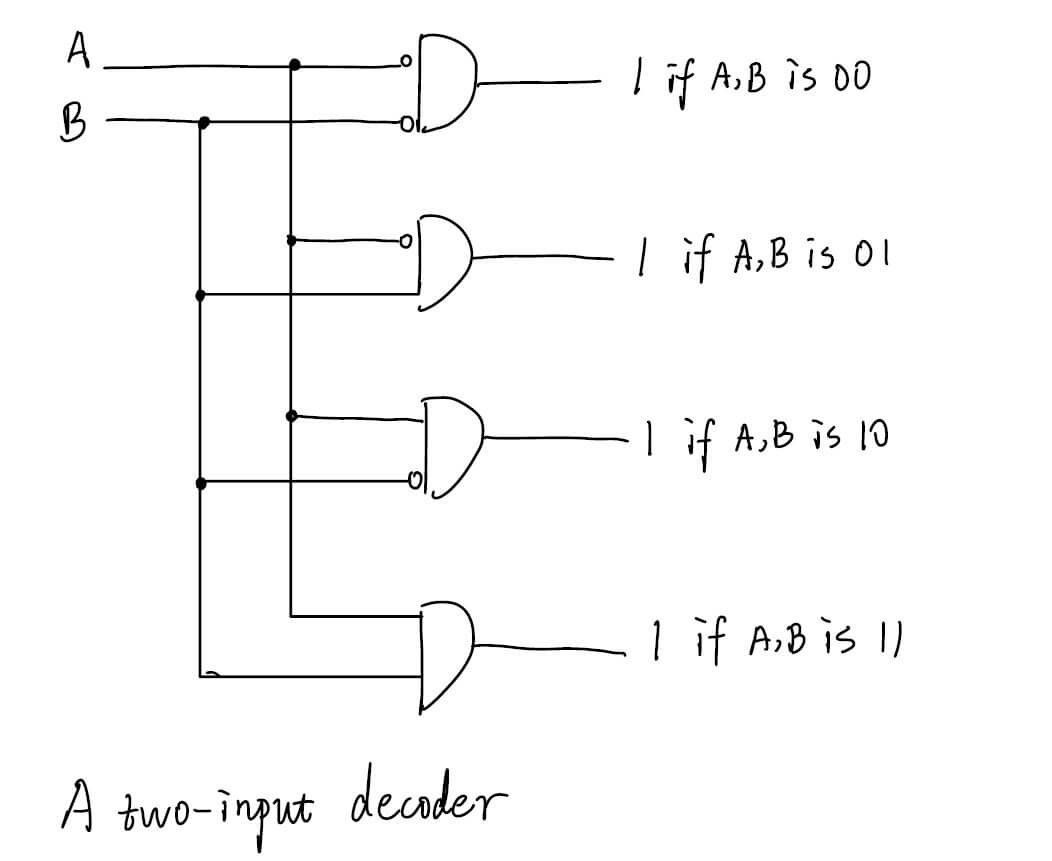 A
B
1 if A,B is 00
1 if A,B is 01
1 if A,B is 10
1 if A,B is 11
A two-input decoder